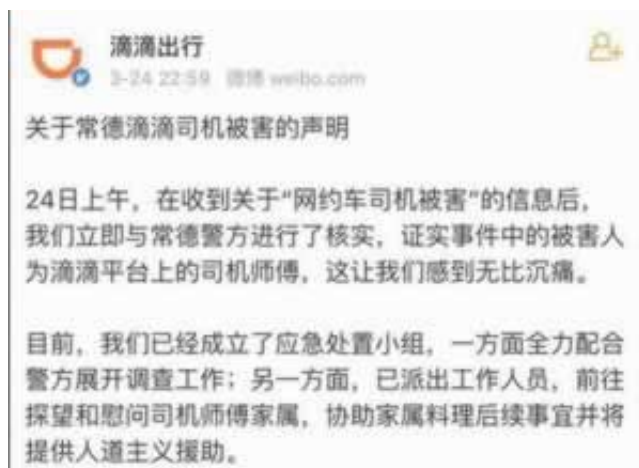 滴滴出行
3-24 22:59 微博 weibo.com
关于常德滴滴司机被害的声明
24日上午，在收到关于“网约车司机被害”的信息后，
我们立即与常德警方进行了核实，证实事件中的被害人
为滴滴平台上的司机师傅，这让我们感到无比沉痛。
目前，我们已经成立了应急处置小组，一方面全力配合
警方展开调查工作；另一方面，已派出工作人员，前往
探望和慰问司机师傅家属，协助家属料理后续事宜并将
提供人道主义援助。